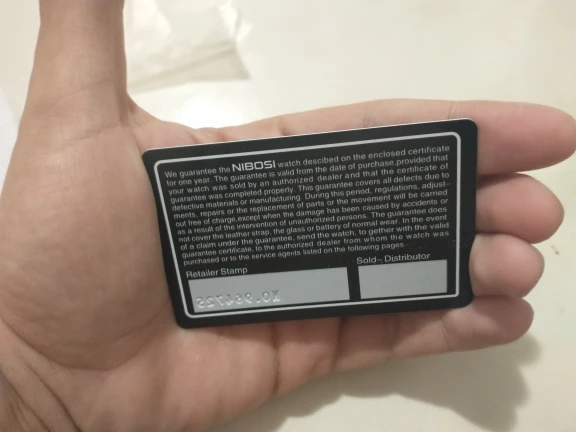 We guarantee the NIBOSI watch descibed on the enclosed certificate
for one year. The guarantee is valid from the date of purchase,provided that
your watch was sold by an authorized dealer and that the certificate of
guarantee was completed properly. This guarantee covers all defects due to
defective materials or manufacturing. During this period, regulations, adjust-
ments, repairs or the replacement of parts or the movement will be carried
out free of charge.except when the damage has been caused by accidents or
as a result of the intervention of unauthorized persons. The guarantee does
not cover the leather strap, the glass or battery of normal wear. In the event
of a claim under the guarantee, send the watch, to gether with the valid
guarantee certificate. to the authorized dealer from whom the watch was
purchased or to the service agents listed on the following pages.
Retailer Stamp
Sold- Distributor